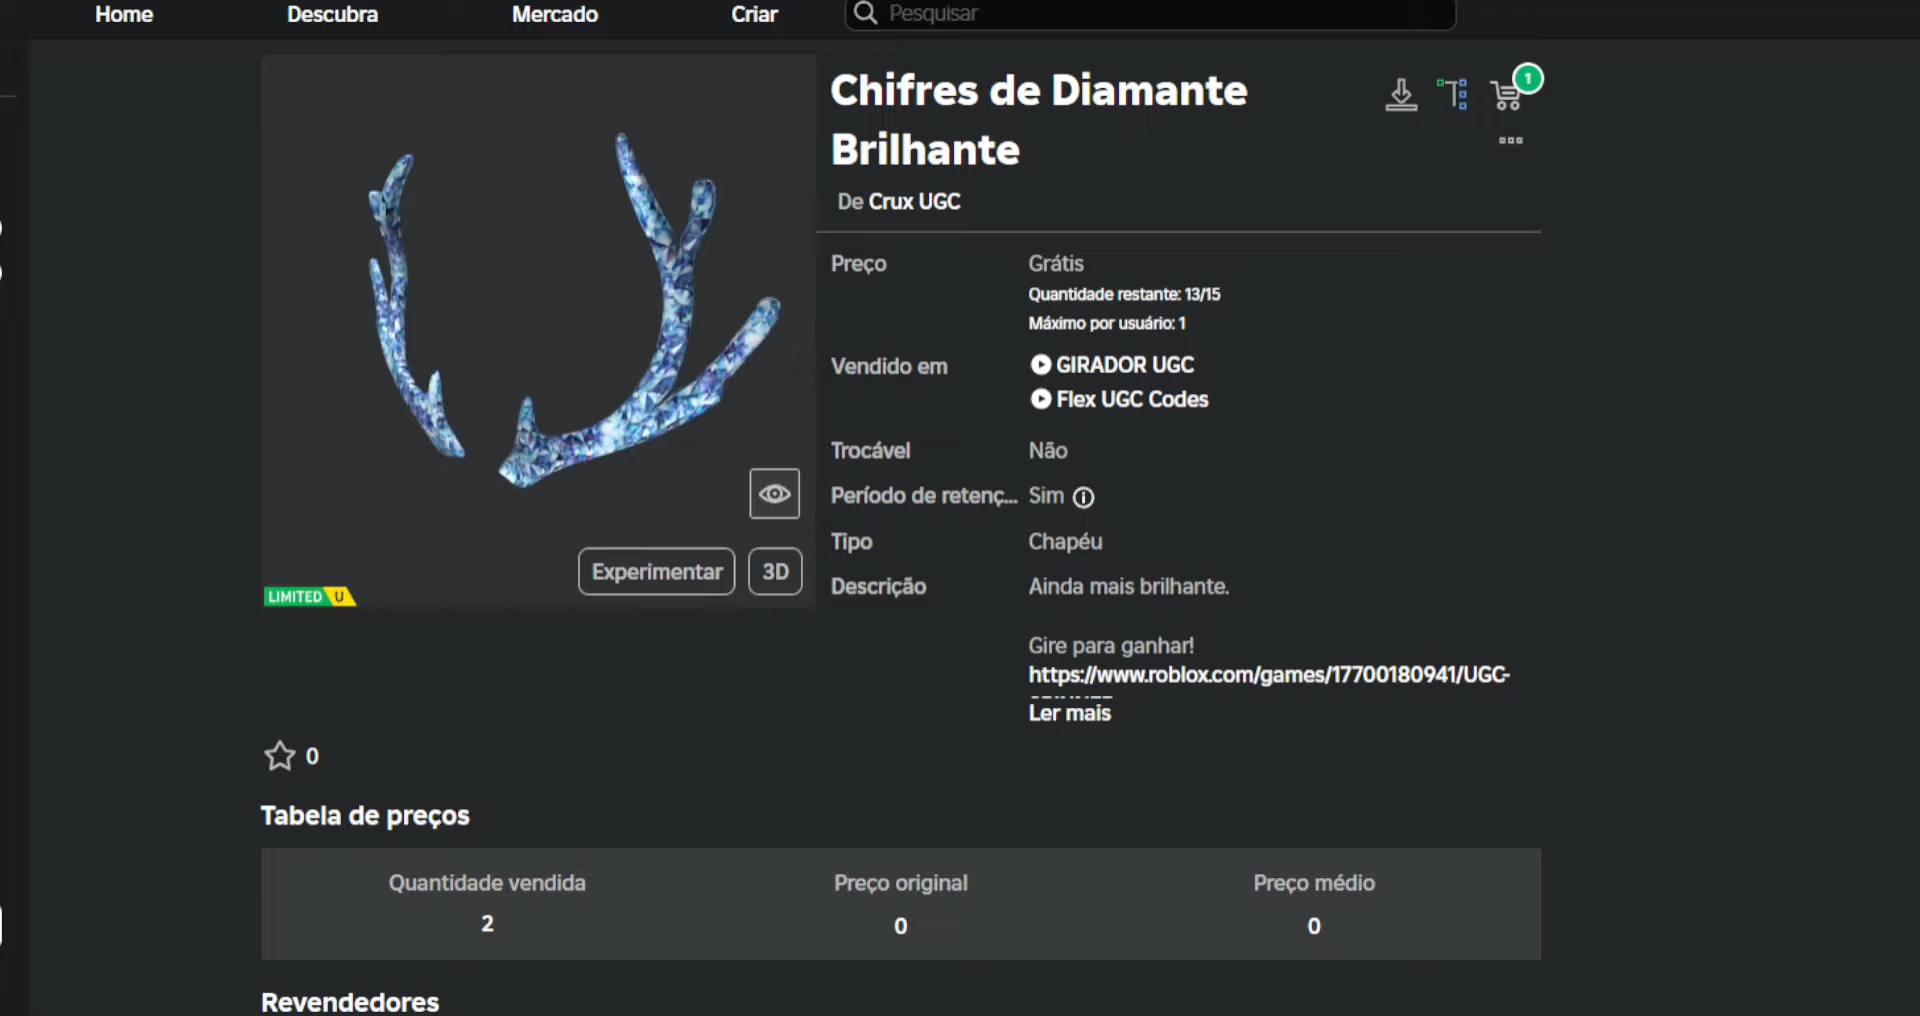 Home Descubra Mercado Criar Pesquisar
Chifres de Diamante
Brilhante
1
De Crux UGC
Preço Grátis
Quantidade restante: 13/15
Máximo por usuário: 1
Vendido em GIRADOR UGC
Flex UGC Codes
Trocável Não
Período de retenç... Sim
Tipo Chapéu
Descrição Ainda mais brilhante.
Experimentar 3D
LIMITED U
Gire para ganhar!
https://www.roblox.com/games/17700180941/UGC-
Ler mais
0
Tabela de preços
Quantidade vendida Preço original Preço médio
2 0 0
Revendedores